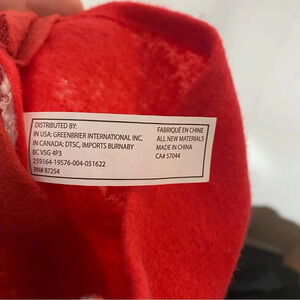 DISTRIBUTED BY:
IN USA: GREENBRIER INTERNATIONAL INC.
IN CANADA: DTSC, IMPORTS BURNABY
BC V5G 4P3
259164-19576-004-051622
RN# 87254
FABRIQUÉ EN CHINE
ALL NEW MATERIALS
MADE IN CHINA
CA# 57044